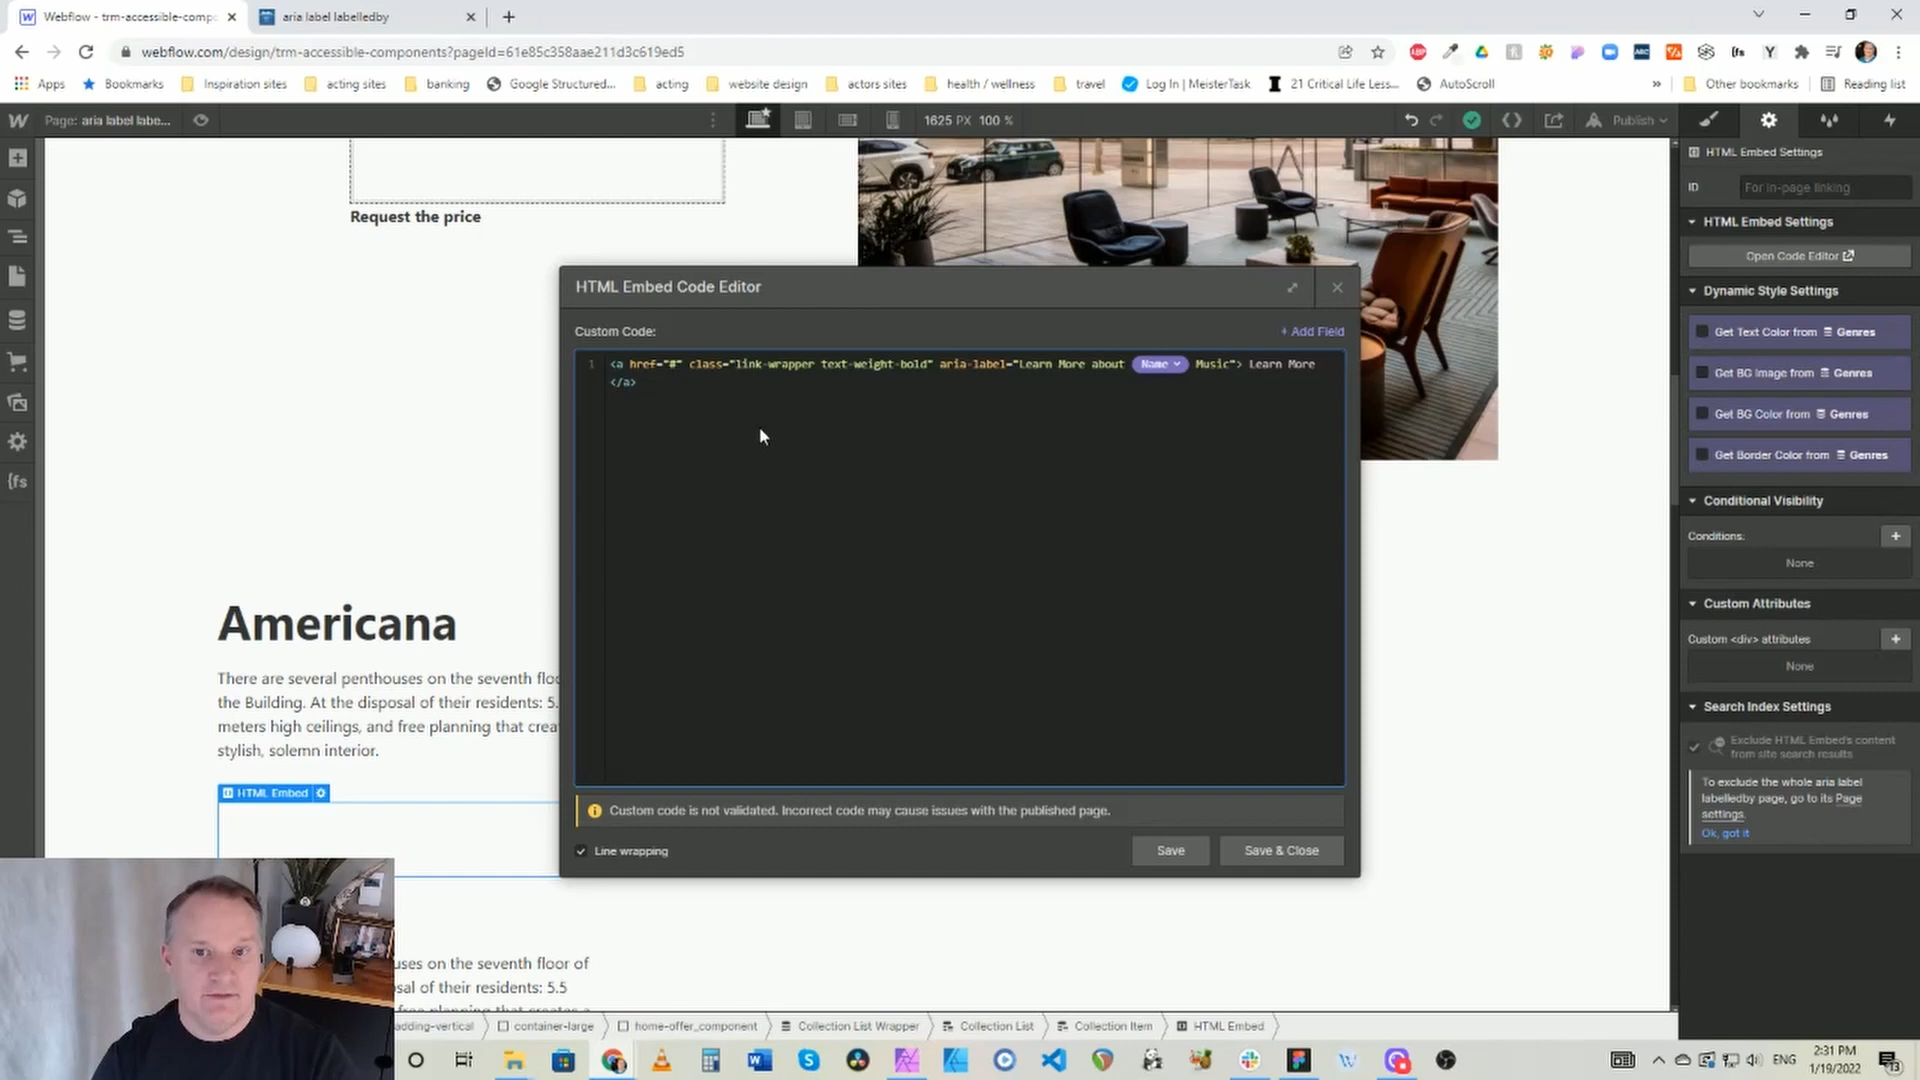 Webflow - trm-accessible-compo
aria label labelledby
webflow.com/design/trm-accessible-components?pageId=61e85c358aae211d3c619ed5
Apps
Bookmarks
Inspiration sites
acting sites
banking
Google Structured...
acting
website design
actors sites
health / wellness
travel
Log In | MeisterTask
21 Critical Life Less...
AutoScroll
»
Other bookmarks
Reading list
Page: aria label labe...
1625 PX 100 %
Publish
HTML Embed Settings
ID
For in-page linking
HTML Embed Settings
Open Code Editor
Dynamic Style Settings
Get Text Color from Genres
Get BG Image from Genres
Get BG Color from Genres
Get Border Color from Genres
Conditional Visibility
Conditions:
None
Custom Attributes
Custom <div> attributes
None
Search Index Settings
Exclude HTML Embed's content
from site search results
To exclude the whole aria label
labelledby page, go to its Page
settings.
Ok, got it
Request the price
HTML Embed Code Editor
Custom Code:
+ Add Field
1 <a href="#" class="link-wrapper text-weight-bold" aria-label="Learn More about Name Music"> Learn More
</a>
Custom code is not validated. Incorrect code may cause issues with the published page.
Line wrapping
Save
Save & Close
Americana
There are several penthouses on the seventh floo
the Building. At the disposal of their residents: 5.
meters high ceilings, and free planning that crea
stylish, solemn interior.
HTML Embed
uses on the seventh floor of
sal of their residents: 5.5
adding-vertical
container-large
home-offer_component
Collection List Wrapper
Collection List
Collection Item
HTML Embed
ENG
2:31 PM
1/19/2022
13